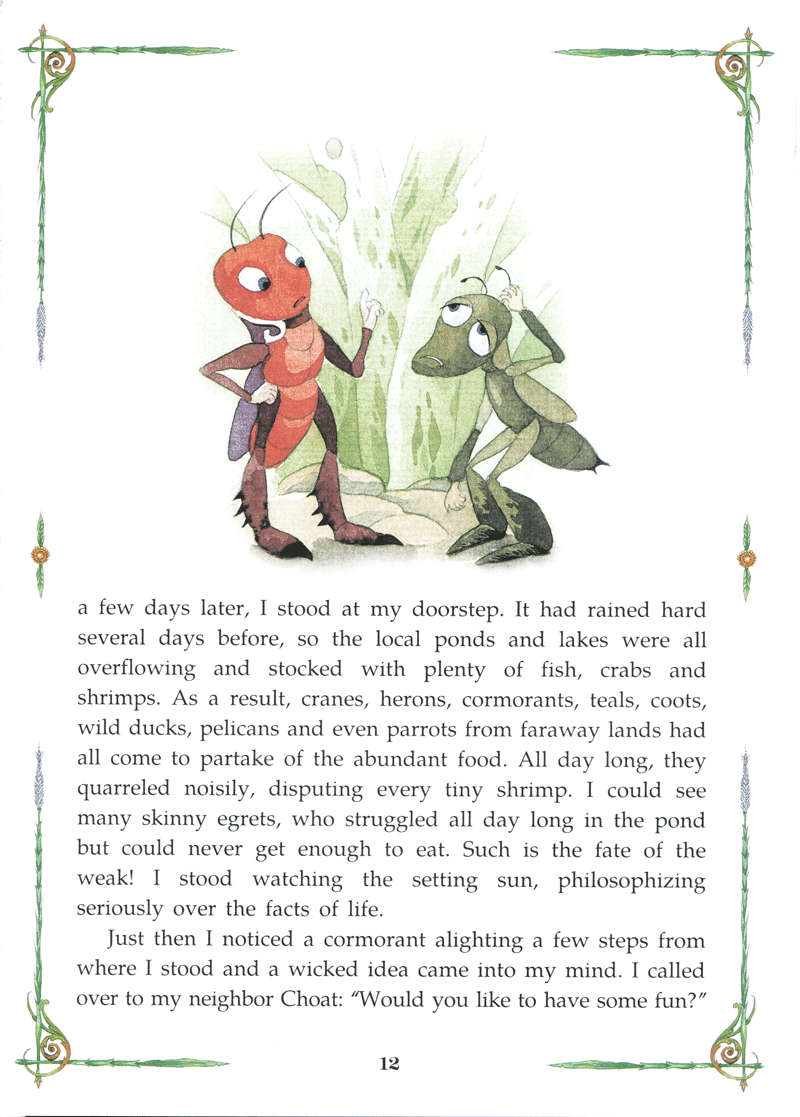 a few days later, I stood at my doorstep. It had rained hard
several days before, so the local ponds and lakes were all
overflowing and stocked with plenty of fish, crabs and
shrimps. As a result, cranes, herons, cormorants, teals, coots,
wild ducks, pelicans and even parrots from faraway lands had
all come to partake of the abundant food. All day long, they
quarreled noisily, disputing every tiny shrimp. I could see
many skinny egrets, who struggled all day long in the pond
but could never get enough to eat. Such is the fate of the
weak! I stood watching the setting sun, philosophizing
seriously over the facts of life.
Just then I noticed a cormorant alighting a few steps from
where I stood and a wicked idea came into my mind. I called
over to my neighbor Choat: “Would you like to have some fun?”
12